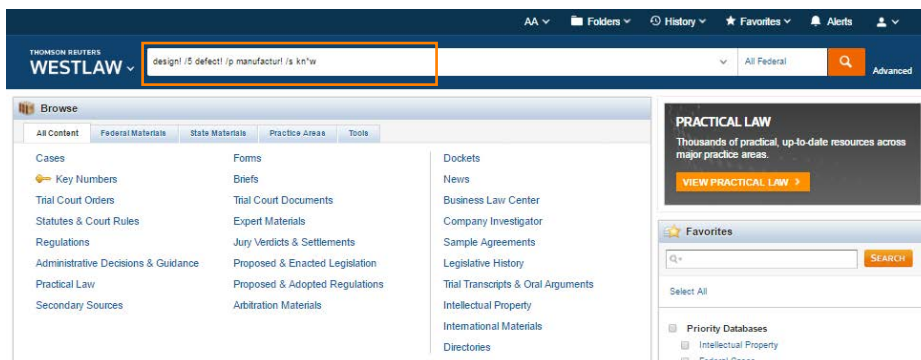 AA Folders History Favorites Alerts
THOMSON REUTERS
WESTLAW
design! /5 defect! /p manufactur! /s kn*w
All Federal
Advanced
Browse
All Content Federal Materials State Materials Practice Areas Tools
Cases
Key Numbers
Trial Court Orders
Statutes & Court Rules
Regulations
Administrative Decisions & Guidance
Practical Law
Secondary Sources
Forms
Briefs
Trial Court Documents
Expert Materials
Jury Verdicts & Settlements
Proposed & Enacted Legislation
Proposed & Adopted Regulations
Arbitration Materials
Dockets
News
Business Law Center
Company Investigator
Sample Agreements
Legislative History
Trial Transcripts & Oral Arguments
Intellectual Property
International Materials
Directories
PRACTICAL LAW
Thousands of practical, up-to-date resources across
major practice areas.
VIEW PRACTICAL LAW >
Favorites
SEARCH
Select All
Priority Databases
Intellectual Property
Federal Cases